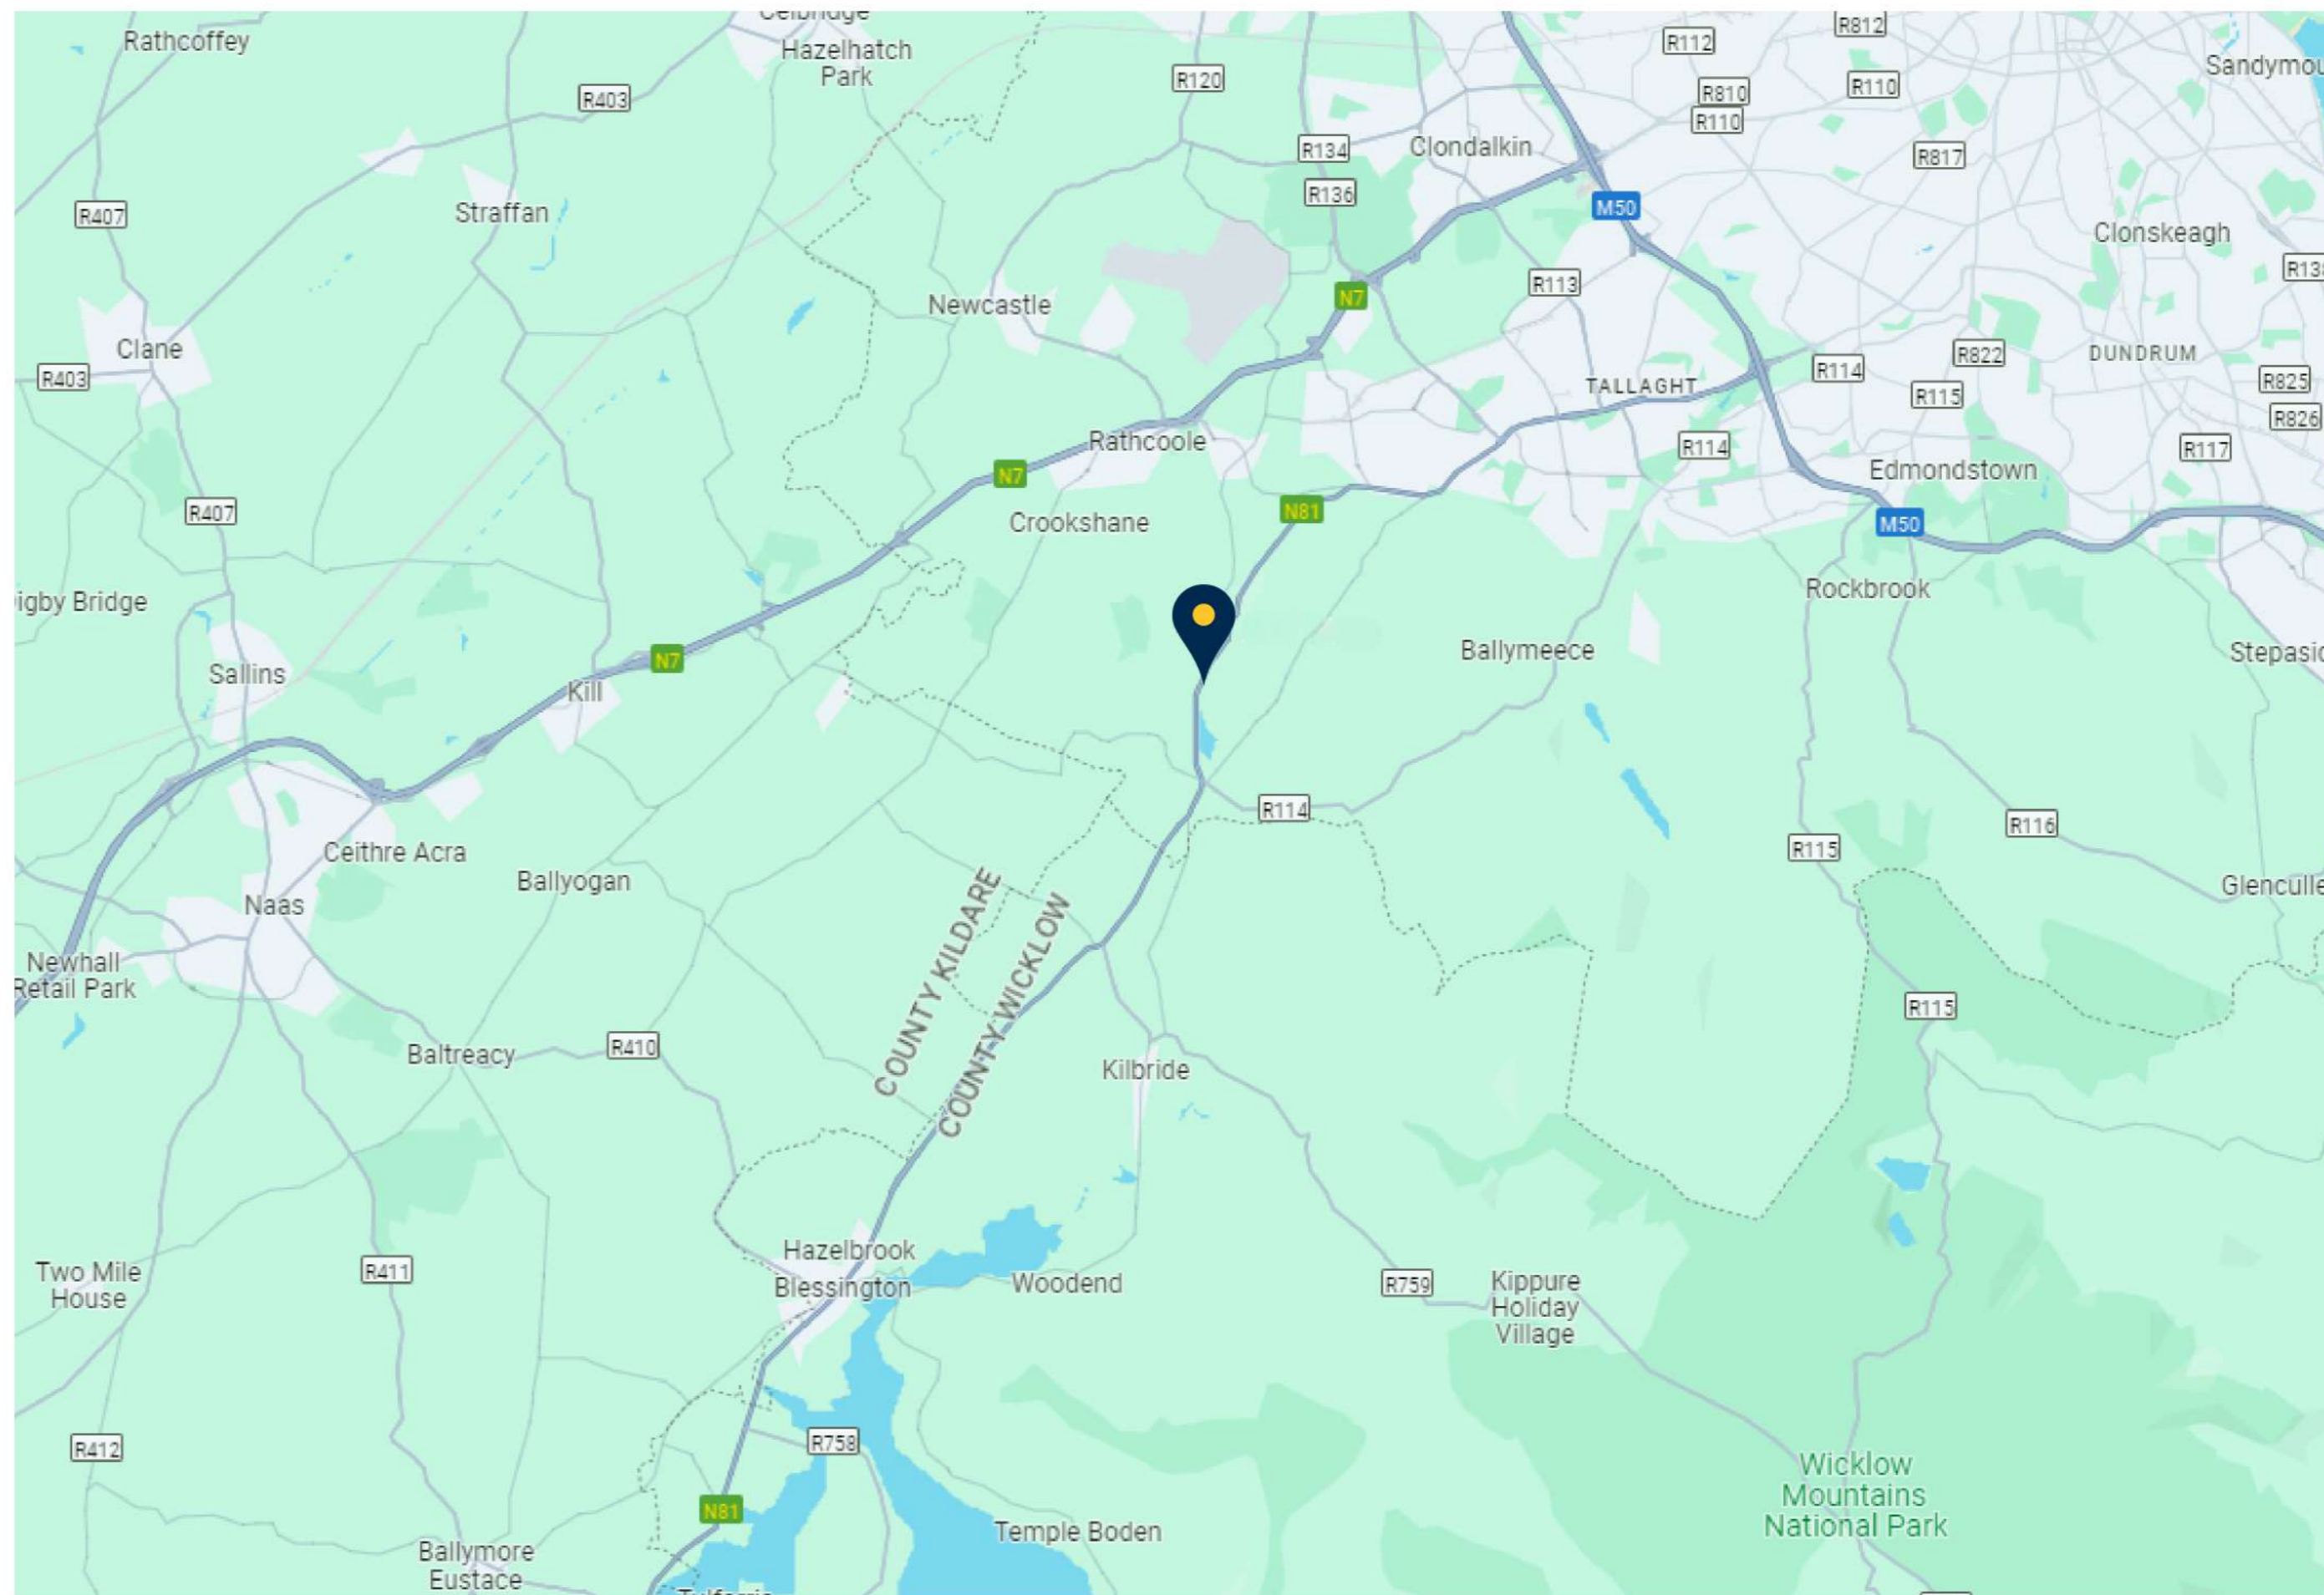 Celbridge
Rathcoffey
Hazelhatch
Park
R403
R120
R112
R812
Sandymou
R810
R110
R110
R134
Clondalkin
R817
R136
R407
Straffan
M50
Clonskeagh
R113
R13
Newcastle
N7
Clane
R403
TALLAGHT
R114
R822
DUNDRUM
R825
R115
R826
Rathcoole
R114
R117
N7
Edmondstown
R407
Crookshane
N81
M50
igby Bridge
Rockbrook
Sallins
N7
Kill
Ballymeece
Stepasid
R114
R116
R115
Ceithre Acra
Ballyogan
Glenculle
Naas
COUNTY KILDARE
COUNTY WICKLOW
Newhall
Retail Park
R115
Baltreacy
R410
Kilbride
Hazelbrook
Blessington
Woodend
Two Mile
House
R411
R759
Kippure
Holiday
Village
R412
R758
Wicklow
Mountains
National Park
N81
Temple Boden
Ballymore
Eustace